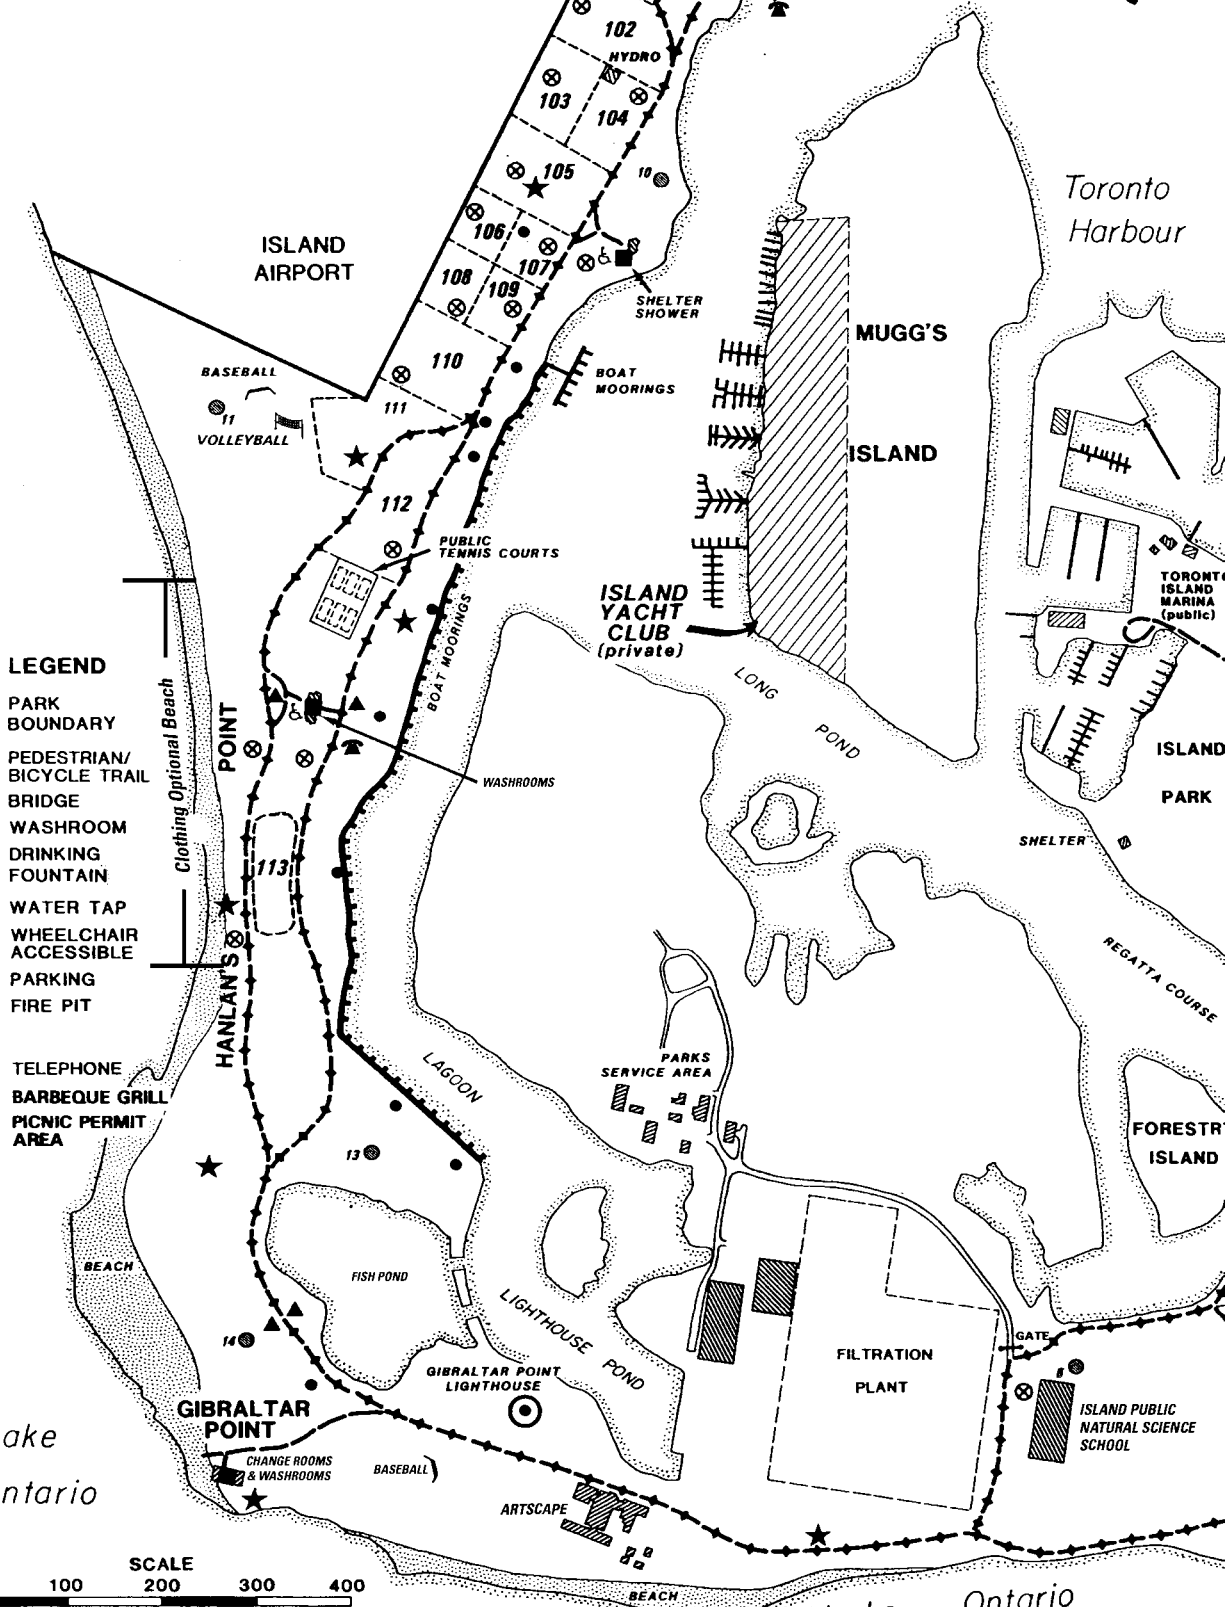 102
HYDRO
103
104
105
10
106
107
108
109
110
111
112
113
ISLAND
AIRPORT
SHELTER
SHOWER
BOAT
MOORINGS
BASEBALL
11
VOLLEYBALL
PUBLIC
TENNIS COURTS
BOAT MOORINGS
Toronto
Harbour
MUGG'S
ISLAND
ISLAND
YACHT
CLUB
(private)
LONG
POND
TORONTO
ISLAND
MARINA
(public)
ISLAND
PARK
SHELTER
REGATTA COURSE
FORESTRY
ISLAND
LEGEND
PARK
BOUNDARY
PEDESTRIAN/
BICYCLE TRAIL
BRIDGE
WASHROOM
DRINKING
FOUNTAIN
WATER TAP
WHEELCHAIR
ACCESSIBLE
PARKING
FIRE PIT
TELEPHONE
BARBEQUE GRILL
PICNIC PERMIT
AREA
Clothing Optional Beach
HANLAN'S POINT
WASHROOMS
LAGOON
PARKS
SERVICE AREA
13
BEACH
FISH POND
14
LIGHTHOUSE POND
GIBRALTAR POINT
LIGHTHOUSE
GIBRALTAR
POINT
CHANGE ROOMS
& WASHROOMS
BASEBALL
ARTSCAPE
FILTRATION
PLANT
GATE
8
ISLAND PUBLIC
NATURAL SCIENCE
SCHOOL
ake
ntario
SCALE
100 200 300 400
BEACH
Ontario